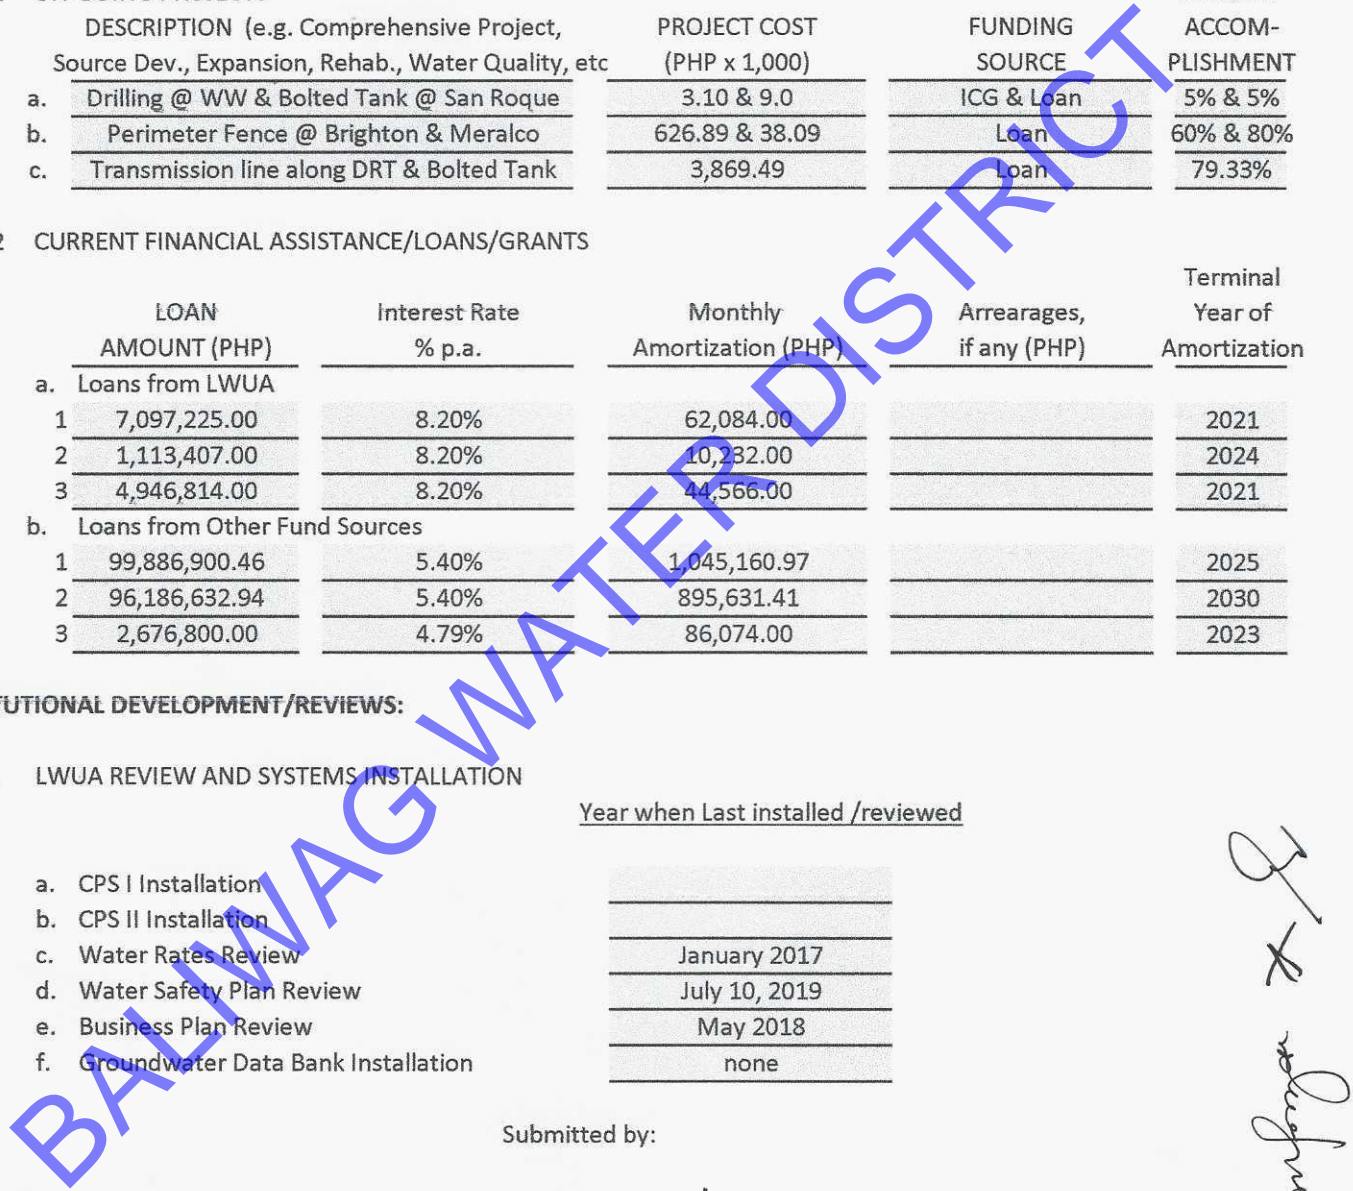 DESCRIPTION (e.g. Comprehensive Project, PROJECT COST FUNDING ACCOM-
Source Dev., Expansion, Rehab., Water Quality, etc (PHP x 1,000) SOURCE PLISHMENT
a. Drilling @ WW & Bolted Tank @ San Roque 3.10 & 9.0 ICG & Loan 5% & 5%
b. Perimeter Fence @ Brighton & Meralco 626.89 & 38.09 Loan 60% & 80%
c. Transmission line along DRT & Bolted Tank 3,869.49 Loan 79.33%
2 CURRENT FINANCIAL ASSISTANCE/LOANS/GRANTS
Terminal
LOAN Interest Rate Monthly Arrearages, Year of
AMOUNT (PHP) % p.a. Amortization (PHP) if any (PHP) Amortization
a. Loans from LWUA
1 7,097,225.00 8.20% 62,084.00 2021
2 1,113,407.00 8.20% 10,232.00 2024
3 4,946,814.00 8.20% 44,566.00 2021
b. Loans from Other Fund Sources
1 99,886,900.46 5.40% 1,045,160.97 2025
2 96,186,632.94 5.40% 895,631.41 2030
3 2,676,800.00 4.79% 86,074.00 2023
TUTIONAL DEVELOPMENT/REVIEWS:
LWUA REVIEW AND SYSTEMS INSTALLATION
Year when Last installed /reviewed
a. CPS I Installation
b. CPS II Installation
c. Water Rates Review January 2017
d. Water Safety Plan Review July 10, 2019
e. Business Plan Review May 2018
f. Groundwater Data Bank Installation none
Submitted by:
BALIWAG WATER DISTRICT